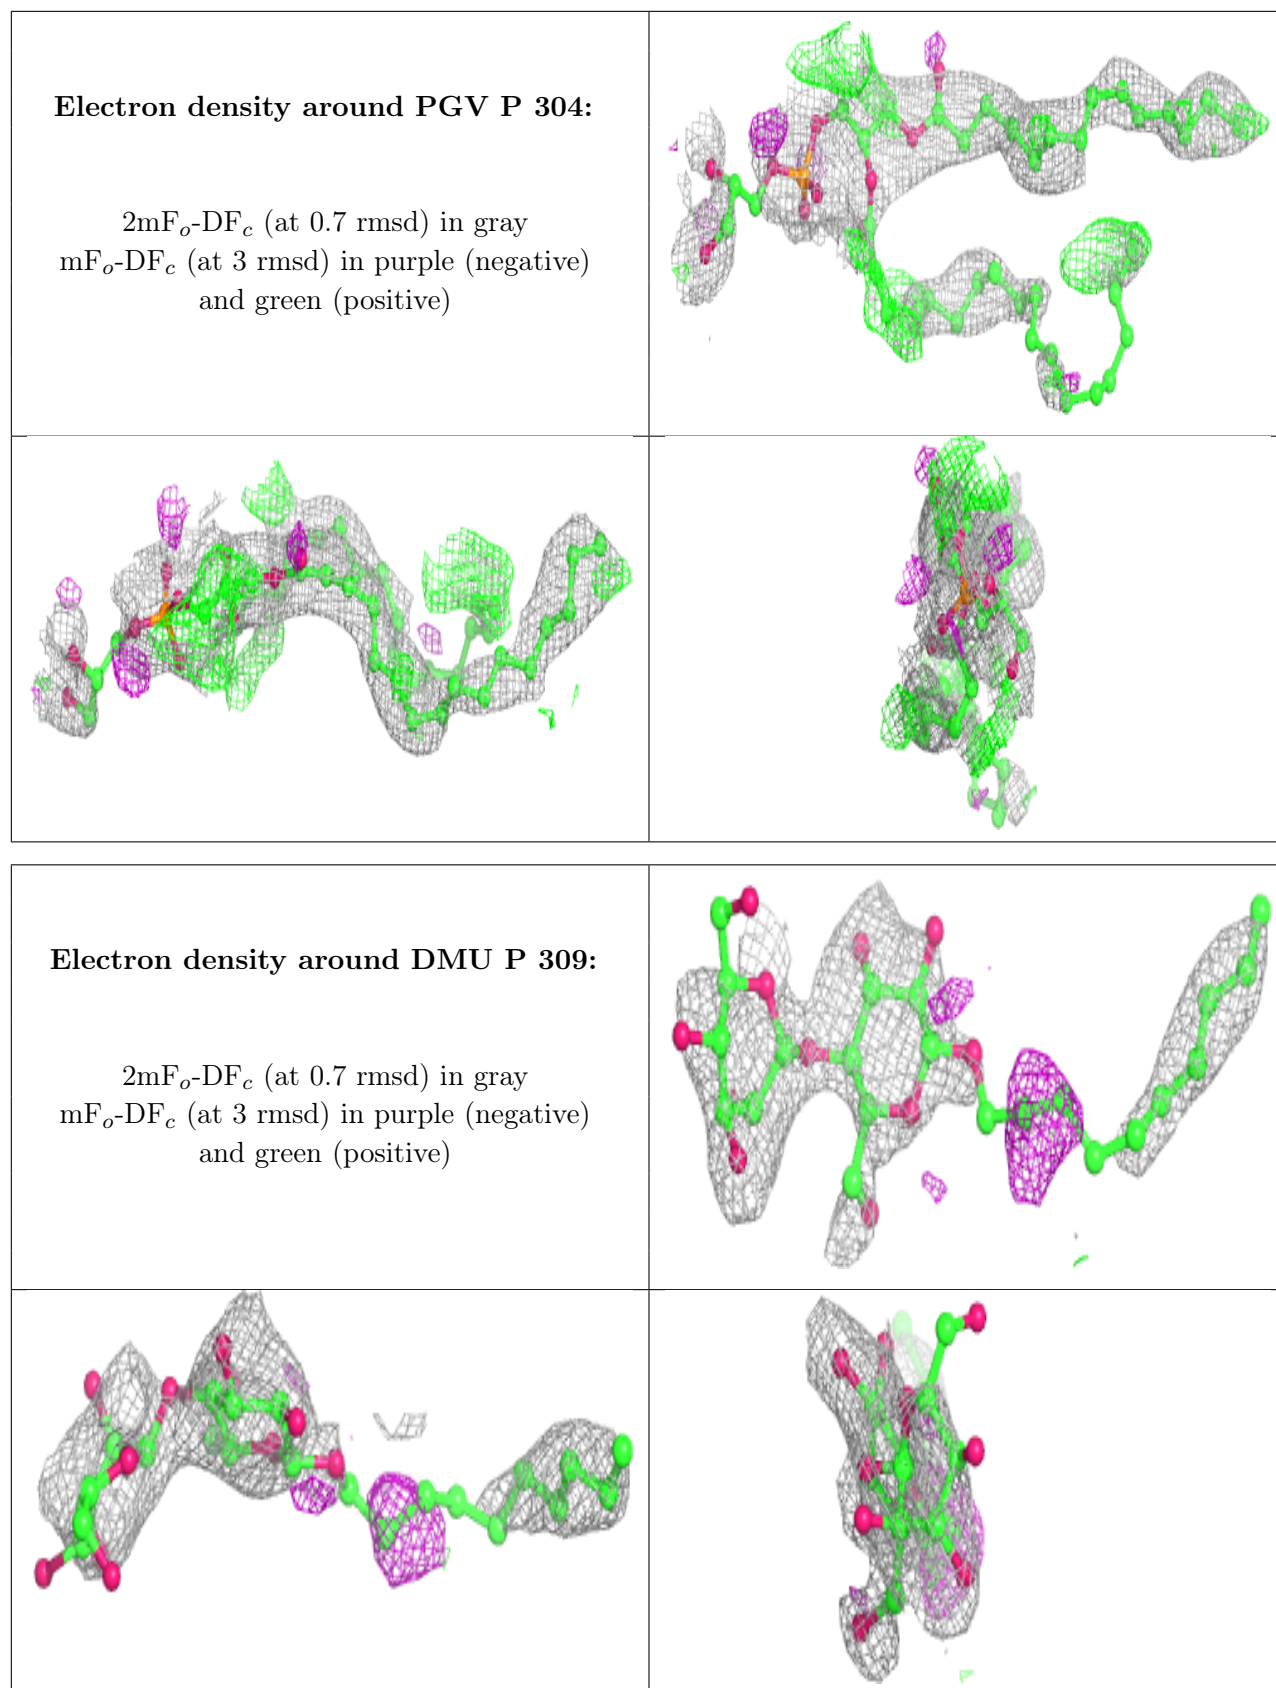 Electron density around PGV P 304:
2mFo-DFc (at 0.7 rmsd) in gray
mFo-DFc (at 3 rmsd) in purple (negative)
and green (positive)
Electron density around DMU P 309:
2mFo-DFc (at 0.7 rmsd) in gray
mFo-DFc (at 3 rmsd) in purple (negative)
and green (positive)